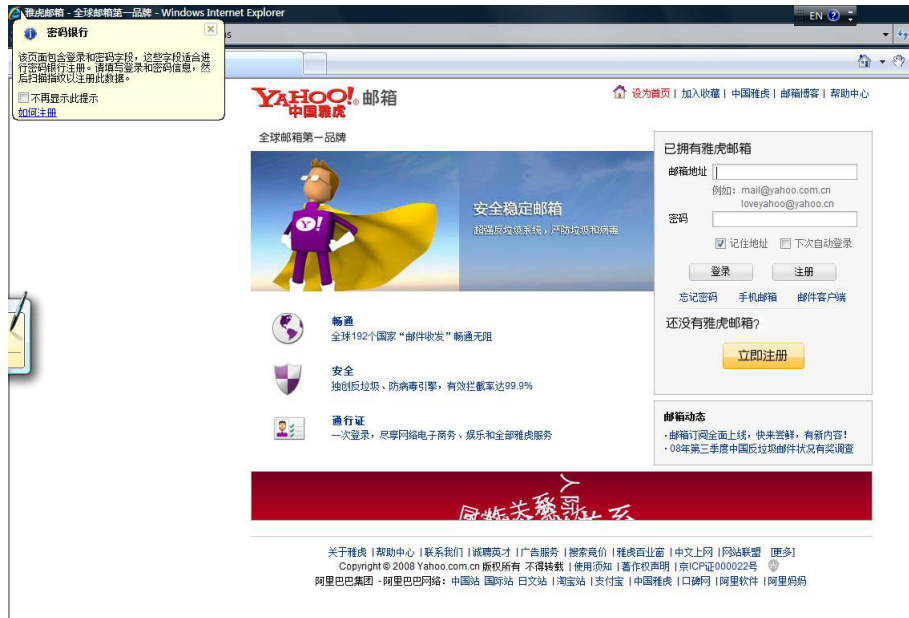 雅虎邮箱 - 全球邮箱第一品牌 - Windows Internet Explorer
EN
密码银行
该页面包含登录和密码字段，这些字段适合进
行密码银行注册。请填写登录和密码信息，然
后扫描指纹以注册此数据。
不再显示此提示
如何注册
YAHOO! 邮箱
中国雅虎
设为首页 | 加入收藏 | 中国雅虎 | 邮箱博客 | 帮助中心
全球邮箱第一品牌
安全稳定邮箱
超强反垃圾系统，严防垃圾和病毒
Y!
畅通
全球192个国家“邮件收发”畅通无阻
安全
独创反垃圾、防病毒引擎，有效拦截率达99.9%
通行证
一次登录，尽享网络电子商务、娱乐和全部雅虎服务
已拥有雅虎邮箱
邮箱地址
例如: mail@yahoo.com.cn
loveyahoo@yahoo.cn
密码
记住地址 下次自动登录
登录 注册
忘记密码 手机邮箱 邮件客户端
还没有雅虎邮箱?
立即注册
邮箱动态
·邮箱订阅全面上线，快来尝鲜，有新内容!
·08年第三季度中国反垃圾邮件状况有奖调查
关于雅虎 | 帮助中心 | 联系我们 | 诚聘英才 | 广告服务 | 搜索竞价 | 雅虎百业窗 | 中文上网 | 网站联盟 [更多]
Copyright © 2008 Yahoo.com.cn 版权所有 不得转载 | 使用须知 | 著作权声明 | 京ICP证000022号
阿里巴巴集团 - 阿里巴巴网络: 中国站 国际站 日文站 | 淘宝站 | 支付宝 | 中国雅虎 | 口碑网 | 阿里软件 | 阿里妈妈